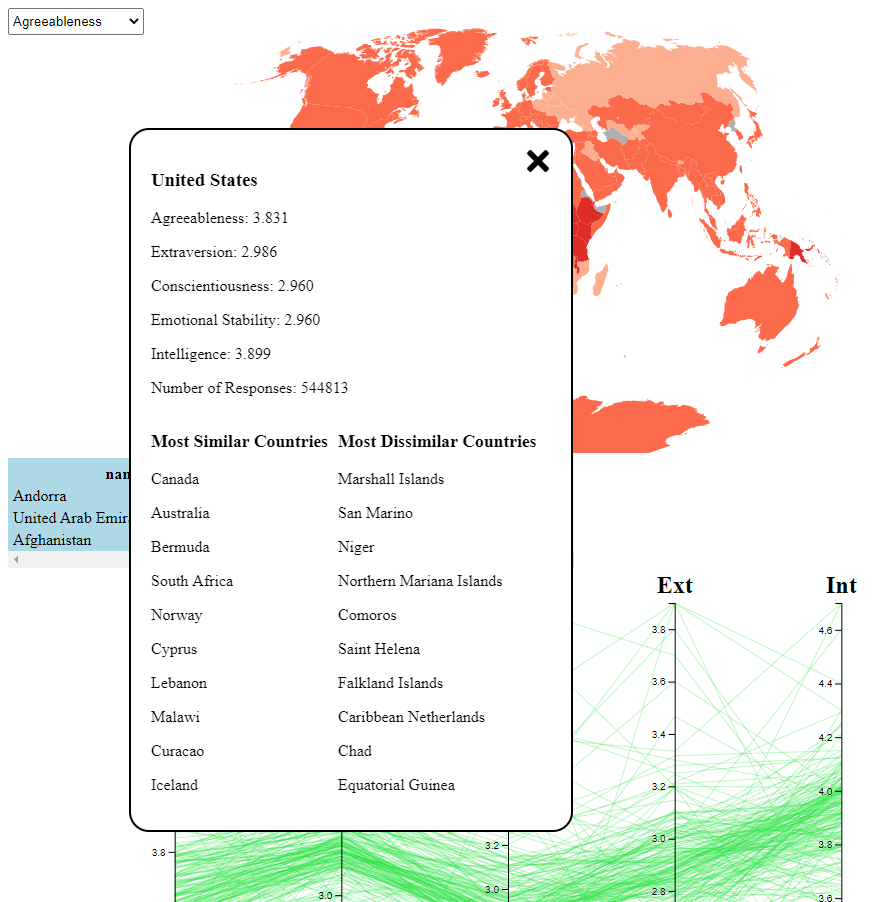 Agreeableness
United States
Agreeableness: 3.831
Extraversion: 2.986
Conscientiousness: 2.960
Emotional Stability: 2.960
Intelligence: 3.899
Number of Responses: 544813
Most Similar Countries Most Dissimilar Countries
Canada Marshall Islands
Australia San Marino
Bermuda Niger
South Africa Northern Mariana Islands
Norway Comoros
Cyprus Saint Helena
Lebanon Falkland Islands
Malawi Caribbean Netherlands
Curacao Chad
Iceland Equatorial Guinea
Andorra
United Arab
Afghanistan
Ext Int
3.8 4.6
3.6 4.4
3.4 4.2
3.2 4.0
3.8 3.2 3.0 3.8
3.0 3.0 2.8 3.6